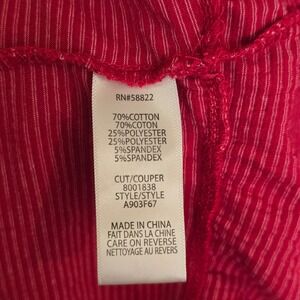 RN#58822
70%COTTON
70%COTON
25%POLYESTER
25%POLYESTER
5%SPANDEX
5%SPANDEX
CUT/COUPER
8001838
STYLE/STYLE
A903F67
MADE IN CHINA
FAIT DANS LA CHINE
CARE ON REVERSE
NETTOYAGE AU REVERS